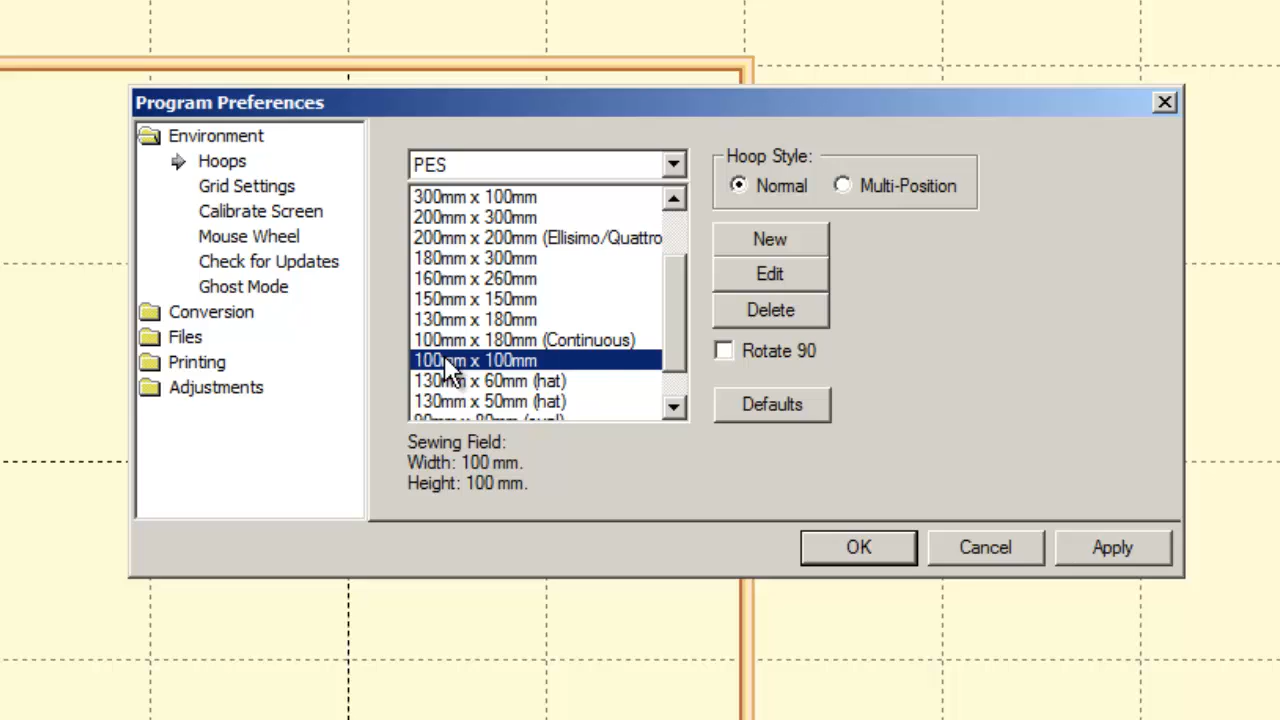 Program Preferences
Environment
Hoops
Grid Settings
Calibrate Screen
Mouse Wheel
Check for Updates
Ghost Mode
Conversion
Files
Printing
Adjustments
PES
300mm x 100mm
200mm x 300mm
200mm x 200mm (Ellisimo/Quattro
180mm x 300mm
160mm x 260mm
150mm x 150mm
130mm x 180mm
100mm x 180mm (Continuous)
100mm x 100mm
130mm x 60mm (hat)
130mm x 50mm (hat)
Sewing Field:
Width: 100 mm.
Height: 100 mm.
Hoop Style:
Normal Multi-Position
New
Edit
Delete
Rotate 90
Defaults
OK Cancel Apply